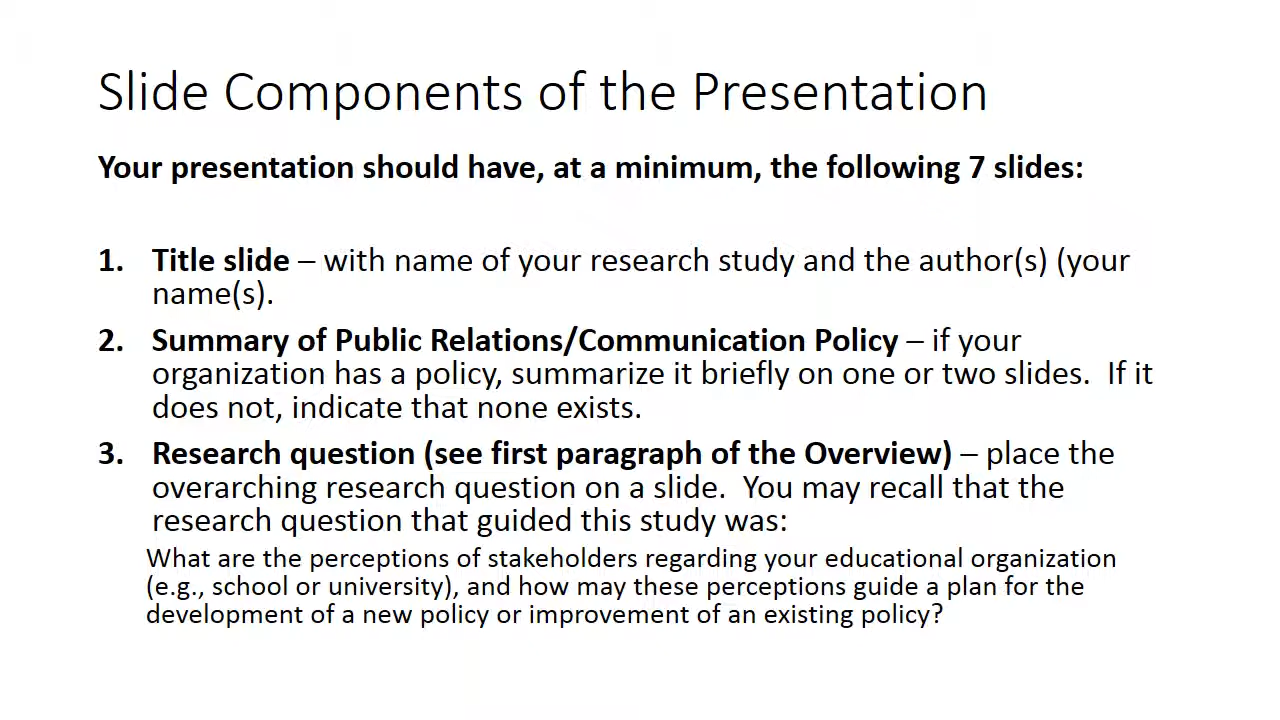 Slide Components of the Presentation
Your presentation should have, at a minimum, the following 7 slides:
1. Title slide – with name of your research study and the author(s) (your
name(s).
2. Summary of Public Relations/Communication Policy – if your
organization has a policy, summarize it briefly on one or two slides.  If it
does not, indicate that none exists.
3. Research question (see first paragraph of the Overview) – place the
overarching research question on a slide.  You may recall that the
research question that guided this study was:
What are the perceptions of stakeholders regarding your educational organization
(e.g., school or university), and how may these perceptions guide a plan for the
development of a new policy or improvement of an existing policy?